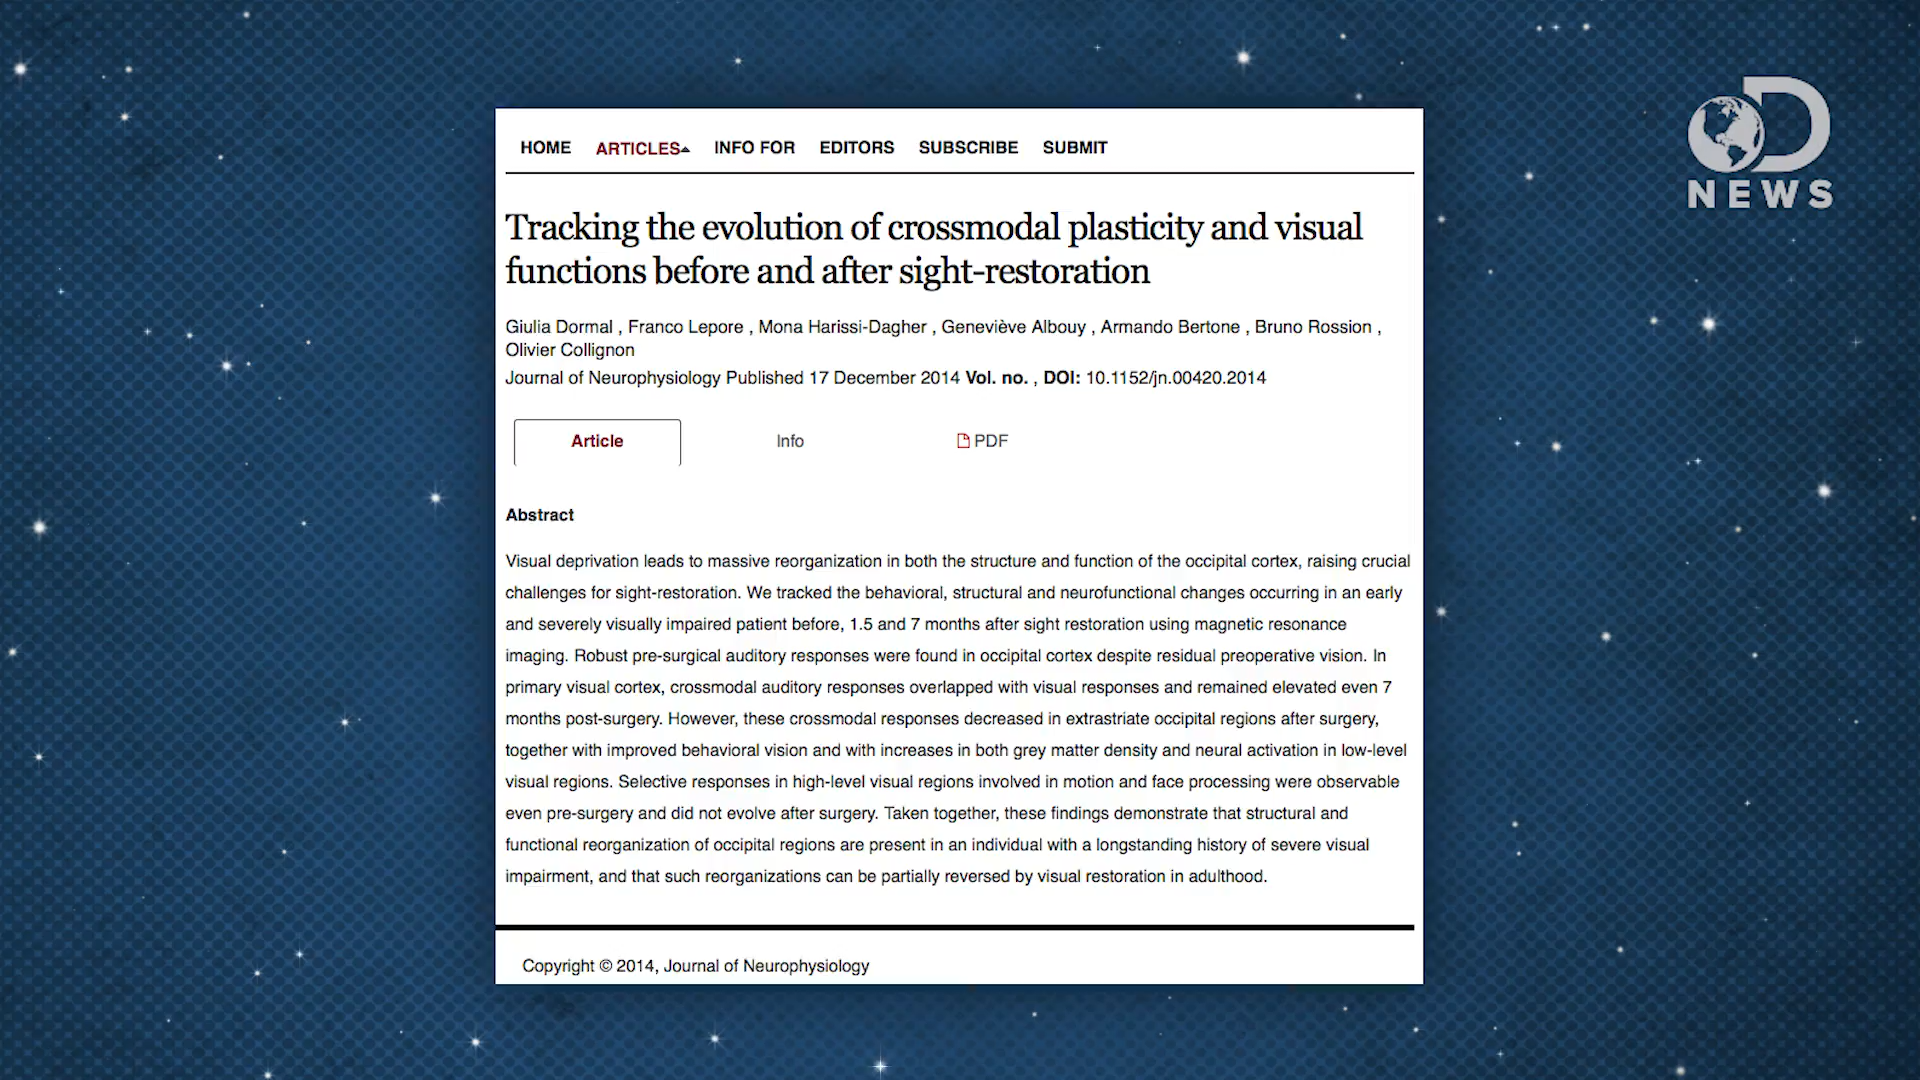 D
NEWS
HOME ARTICLES INFO FOR EDITORS SUBSCRIBE SUBMIT
Tracking the evolution of crossmodal plasticity and visual
functions before and after sight-restoration
Giulia Dormal , Franco Lepore , Mona Harissi-Dagher , Geneviève Albouy , Armando Bertone , Bruno Rossion ,
Olivier Collignon
Journal of Neurophysiology Published 17 December 2014 Vol. no. , DOI: 10.1152/jn.00420.2014
Article Info PDF
Abstract
Visual deprivation leads to massive reorganization in both the structure and function of the occipital cortex, raising crucial
challenges for sight-restoration. We tracked the behavioral, structural and neurofunctional changes occurring in an early
and severely visually impaired patient before, 1.5 and 7 months after sight restoration using magnetic resonance
imaging. Robust pre-surgical auditory responses were found in occipital cortex despite residual preoperative vision. In
primary visual cortex, crossmodal auditory responses overlapped with visual responses and remained elevated even 7
months post-surgery. However, these crossmodal responses decreased in extrastriate occipital regions after surgery,
together with improved behavioral vision and with increases in both grey matter density and neural activation in low-level
visual regions. Selective responses in high-level visual regions involved in motion and face processing were observable
even pre-surgery and did not evolve after surgery. Taken together, these findings demonstrate that structural and
functional reorganization of occipital regions are present in an individual with a longstanding history of severe visual
impairment, and that such reorganizations can be partially reversed by visual restoration in adulthood.
Copyright © 2014, Journal of Neurophysiology